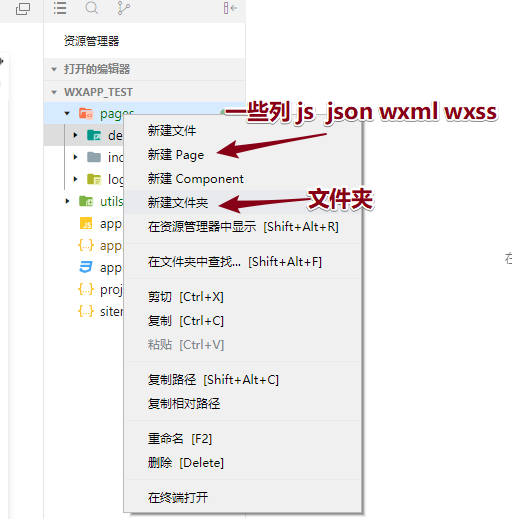 资源管理器
打开的编辑器
WXAPP_TEST
pages
一些列 js json wxml wxss
de
新建文件
新建 Page
ind
log
新建 Component
utils
新建文件夹
文件夹
app
在资源管理器中显示 [Shift+Alt+R]
app
在文件夹中查找... [Shift+Alt+F]
在
app
proj
剪切 [Ctrl+X]
siten
复制 [Ctrl+C]
粘贴 [Ctrl+V]
复制路径 [Shift+Alt+C]
复制相对路径
重命名 [F2]
删除 [Delete]
在终端打开